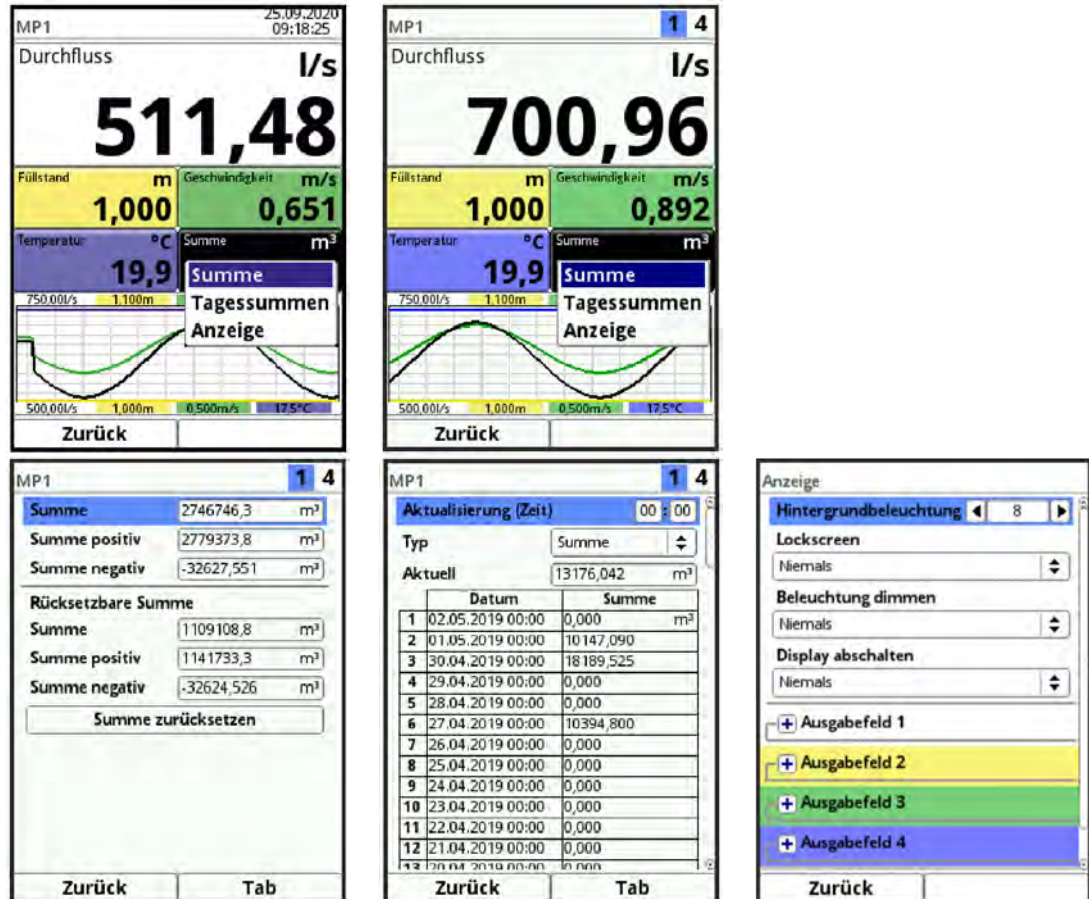 MP1
25.09.2020
09:18:25
Durchfluss
l/s
511,48
Füllstand m Geschwindigkeit m/s
1,000 0,651
Temperatur °C Summe m³
19,9
Summe
Tagessummen
Anzeige
750,00l/s 1,100m
500,00l/s 1,000m 0,500m/s 17,5°C
Zurück
MP1 1 4
Durchfluss
l/s
700,96
Füllstand m Geschwindigkeit m/s
1,000 0,892
Temperatur °C Summe m³
19,9
Summe
Tagessummen
Anzeige
750,00l/s 1,100m
500,00l/s 1,000m 0,500m/s 17,5°C
Zurück
MP1 1 4
Summe 2746746,3 m³
Summe positiv 2779373,8 m³
Summe negativ -32627,551 m³
Rücksetzbare Summe
Summe 1109108,8 m³
Summe positiv 1141733,3 m³
Summe negativ -32624,526 m³
Summe zurücksetzen
Zurück Tab
MP1 1 4
Aktualisierung (Zeit) 00 : 00
Typ Summe
Aktuell 13176,042 m³
Datum Summe
1 02.05.2019 00:00 0,000 m³
2 01.05.2019 00:00 10147,090
3 30.04.2019 00:00 18189,525
4 29.04.2019 00:00 0,000
5 28.04.2019 00:00 0,000
6 27.04.2019 00:00 10394,800
7 26.04.2019 00:00 0,000
8 25.04.2019 00:00 0,000
9 24.04.2019 00:00 0,000
10 23.04.2019 00:00 0,000
11 22.04.2019 00:00 0,000
12 21.04.2019 00:00 0,000
13 20.04.2019 00:00 0,000
Zurück Tab
Anzeige
Hintergrundbeleuchtung 8
Lockscreen
Niemals
Beleuchtung dimmen
Niemals
Display abschalten
Niemals
Ausgabefeld 1
Ausgabefeld 2
Ausgabefeld 3
Ausgabefeld 4
Zurück